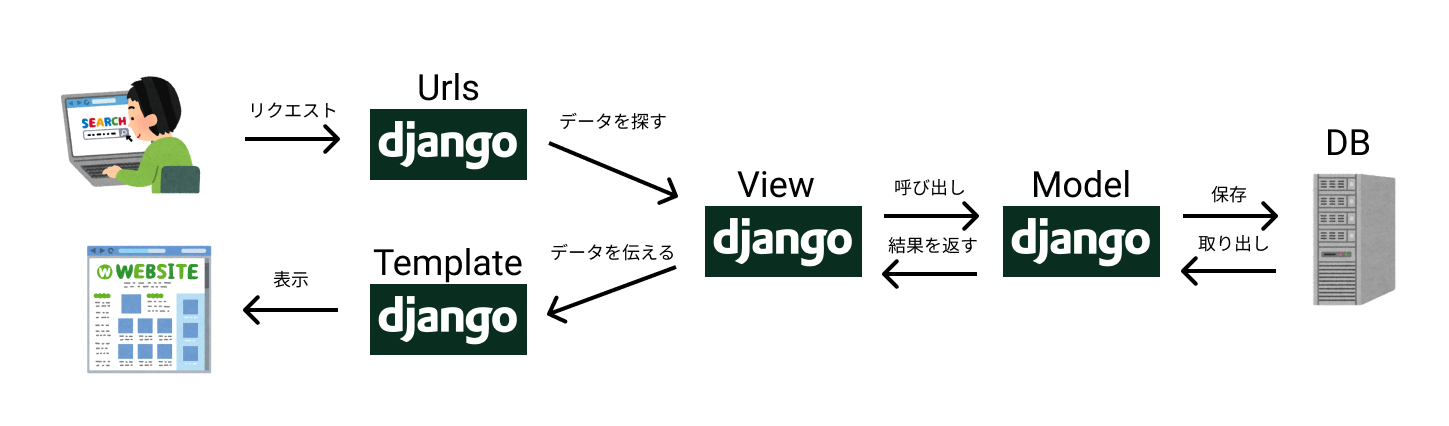 Urls
リクエスト
django
データを探す
SEARCH
View
django
呼び出し
結果を返す
Model
django
保存
取り出し
DB
データを伝える
Template
django
表示
W WEBSITE